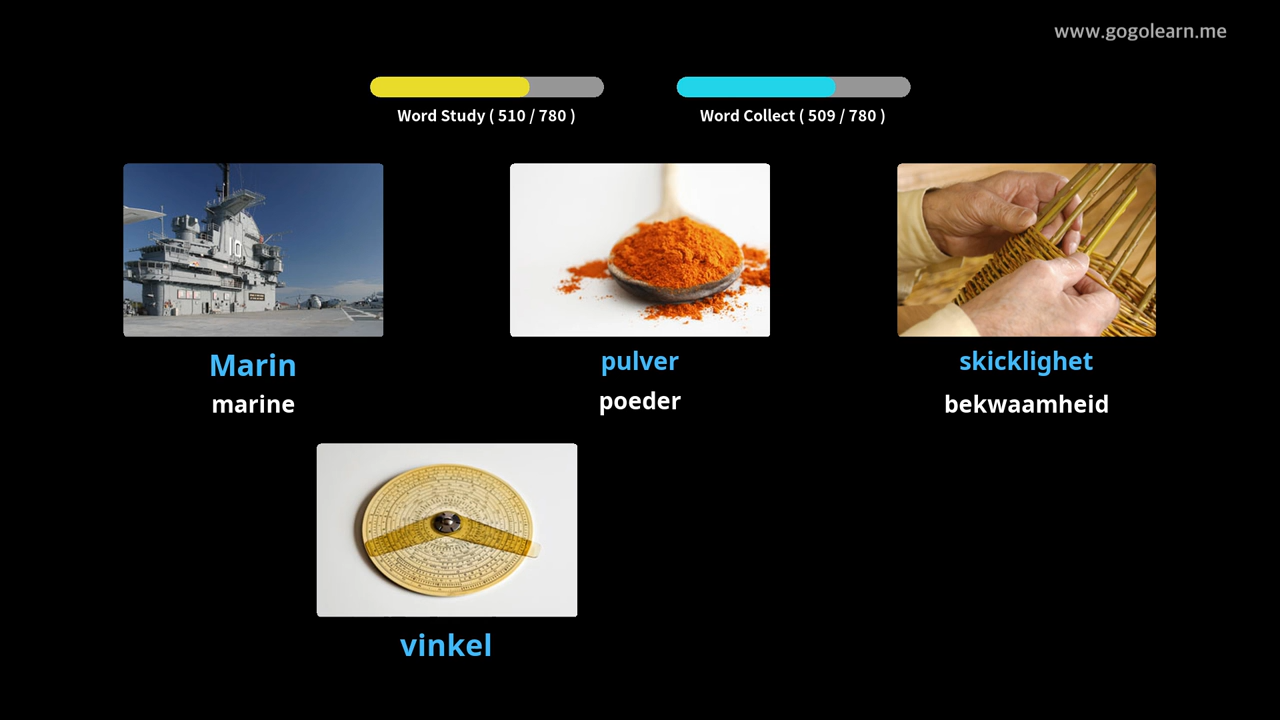 www.gogolearn.me
Word Study ( 510 / 780 )
Word Collect ( 509 / 780 )
Marin
marine
pulver
poeder
skicklighet
bekwaamheid
vinkel